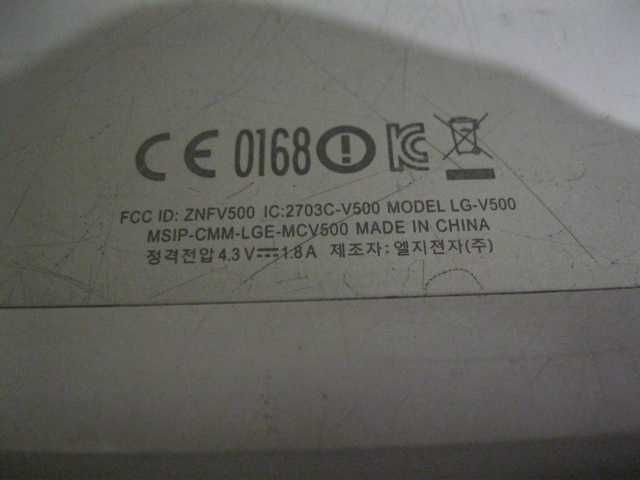 CE 0168
FCC ID: ZNFV500 IC:2703C-V500 MODEL LG-V500
MSIP-CMM-LGE-MCV500 MADE IN CHINA
정격전압 4.3 V⎓1.8 A 제조자: 엘지전자(주)